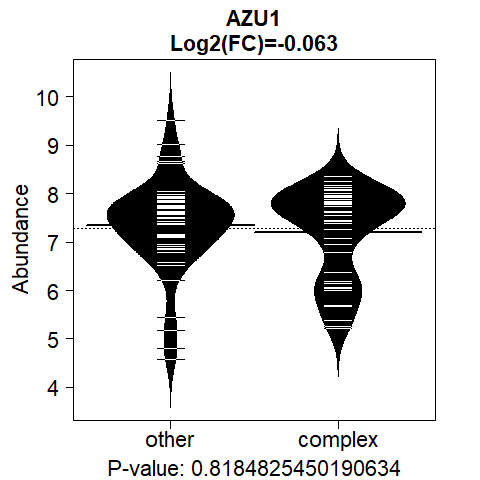 AZU1
Log2(FC)=-0.063
10
9
8
7
6
5
4
Abundance
other
complex
P-value: 0.8184825450190634